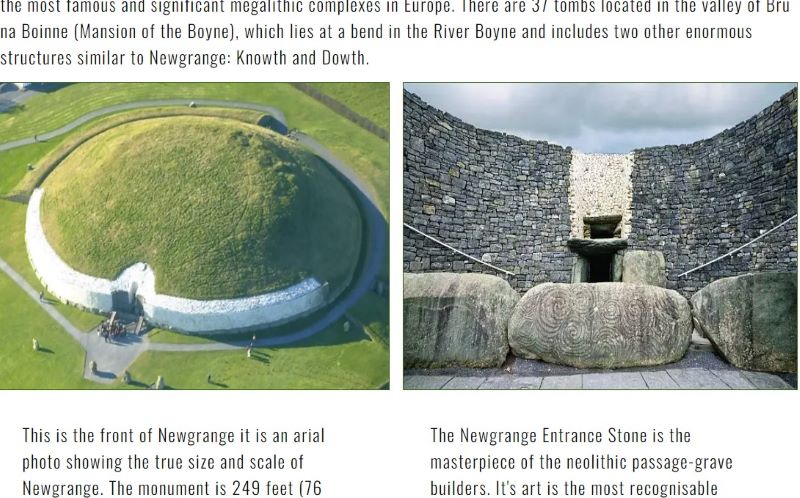 the most famous and significant megalithic complexes in Europe. There are 37 tombs located in the valley of Brú
na Boinne (Mansion of the Boyne), which lies at a bend in the River Boyne and includes two other enormous
structures similar to Newgrange: Knowth and Dowth.
This is the front of Newgrange it is an arial
photo showing the true size and scale of
Newgrange. The monument is 249 feet (76
The Newgrange Entrance Stone is the
masterpiece of the neolithic passage-grave
builders. It's art is the most recognisable